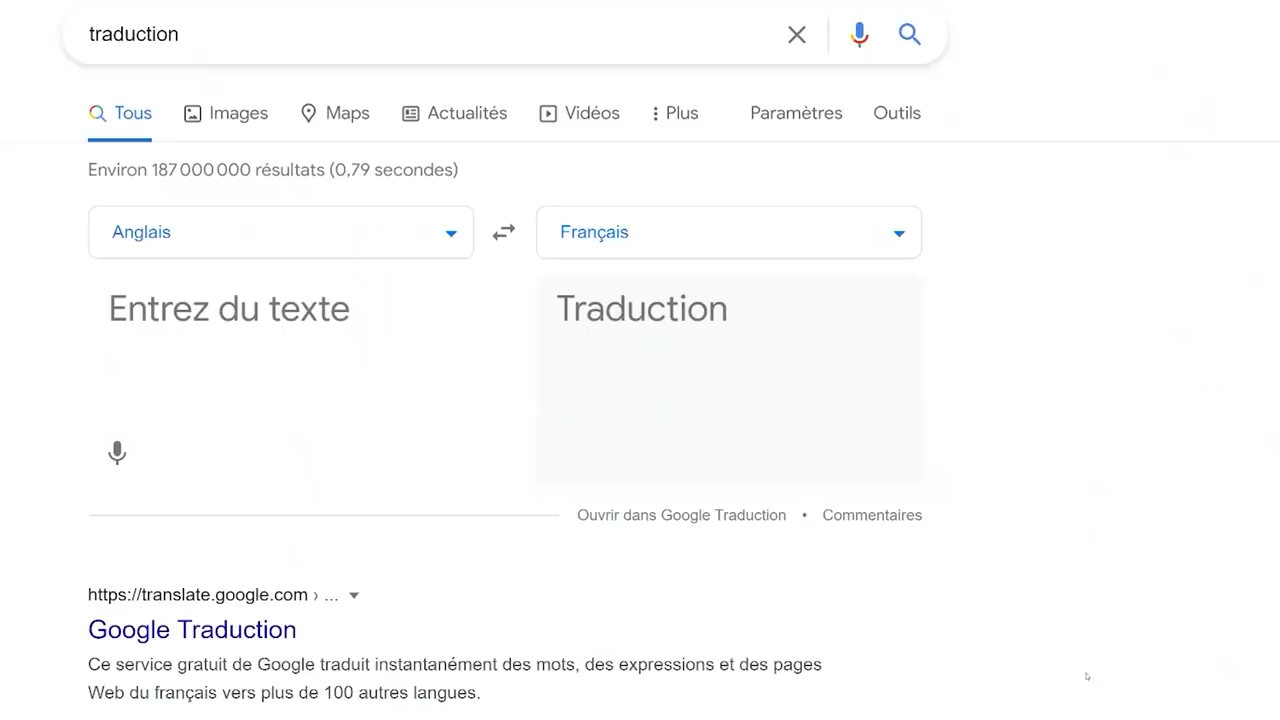 traduction
Tous Images Maps Actualités Vidéos Plus Paramètres Outils
Environ 187 000 000 résultats (0,79 secondes)
Anglais Français
Entrez du texte Traduction
Ouvrir dans Google Traduction • Commentaires
https://translate.google.com › ...
Google Traduction
Ce service gratuit de Google traduit instantanément des mots, des expressions et des pages
Web du français vers plus de 100 autres langues.